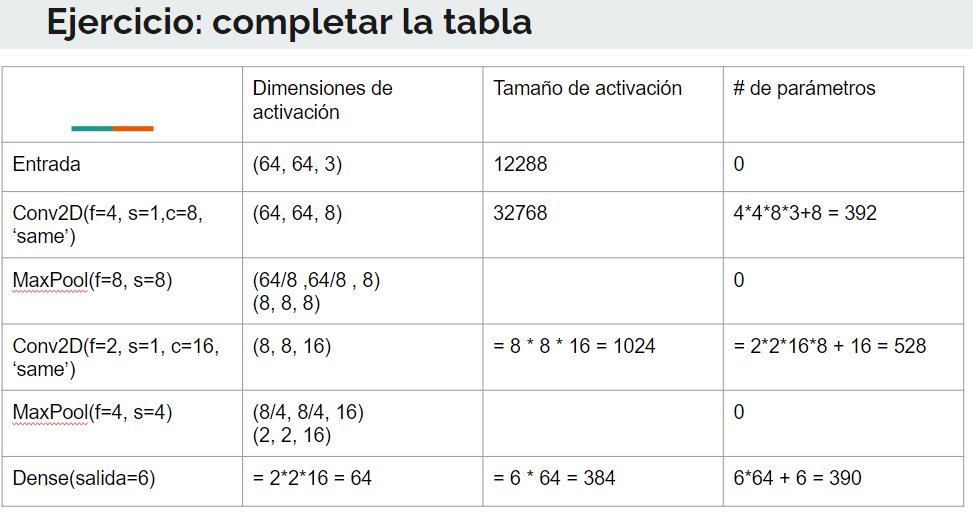 Ejercicio: completar la tabla
Dimensiones de
activación
Tamaño de activación
# de parámetros
Entrada
(64, 64, 3)
12288
0
Conv2D(f=4, s=1,c=8,
‘same’)
(64, 64, 8)
32768
4*4*8*3+8 = 392
MaxPool(f=8, s=8)
(64/8 ,64/8 , 8)
(8, 8, 8)
0
Conv2D(f=2, s=1, c=16,
‘same’)
(8, 8, 16)
= 8 * 8 * 16 = 1024
= 2*2*16*8 + 16 = 528
MaxPool(f=4, s=4)
(8/4, 8/4, 16)
(2, 2, 16)
0
Dense(salida=6)
= 2*2*16 = 64
= 6 * 64 = 384
6*64 + 6 = 390